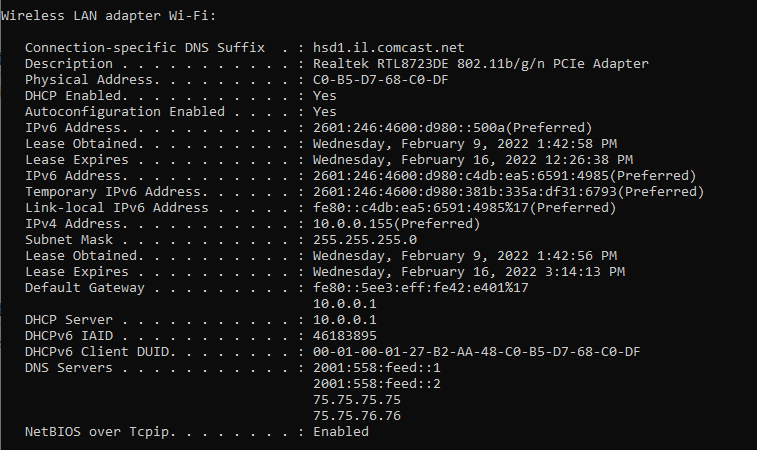 Wireless LAN adapter Wi-Fi:
Connection-specific DNS Suffix  . : hsd1.il.comcast.net
Description . . . . . . . . . . . : Realtek RTL8723DE 802.11b/g/n PCIe Adapter
Physical Address. . . . . . . . . : C0-B5-D7-68-C0-DF
DHCP Enabled. . . . . . . . . . . : Yes
Autoconfiguration Enabled . . . . : Yes
IPv6 Address. . . . . . . . . . . : 2601:246:4600:d980::500a(Preferred)
Lease Obtained. . . . . . . . . . : Wednesday, February 9, 2022 1:42:58 PM
Lease Expires . . . . . . . . . . : Wednesday, February 16, 2022 12:26:38 PM
IPv6 Address. . . . . . . . . . . : 2601:246:4600:d980:c4db:ea5:6591:4985(Preferred)
Temporary IPv6 Address. . . . . . : 2601:246:4600:d980:381b:335a:df31:6793(Preferred)
Link-local IPv6 Address . . . . . : fe80::c4db:ea5:6591:4985%17(Preferred)
IPv4 Address. . . . . . . . . . . : 10.0.0.155(Preferred)
Subnet Mask . . . . . . . . . . . : 255.255.255.0
Lease Obtained. . . . . . . . . . : Wednesday, February 9, 2022 1:42:56 PM
Lease Expires . . . . . . . . . . : Wednesday, February 16, 2022 3:14:13 PM
Default Gateway . . . . . . . . . : fe80::5ee3:eff:fe42:e401%17
10.0.0.1
DHCP Server . . . . . . . . . . . : 10.0.0.1
DHCPv6 IAID . . . . . . . . . . . : 46183895
DHCPv6 Client DUID. . . . . . . . : 00-01-00-01-27-B2-AA-48-C0-B5-D7-68-C0-DF
DNS Servers . . . . . . . . . . . : 2001:558:feed::1
2001:558:feed::2
75.75.75.75
75.75.76.76
NetBIOS over Tcpip. . . . . . . . : Enabled